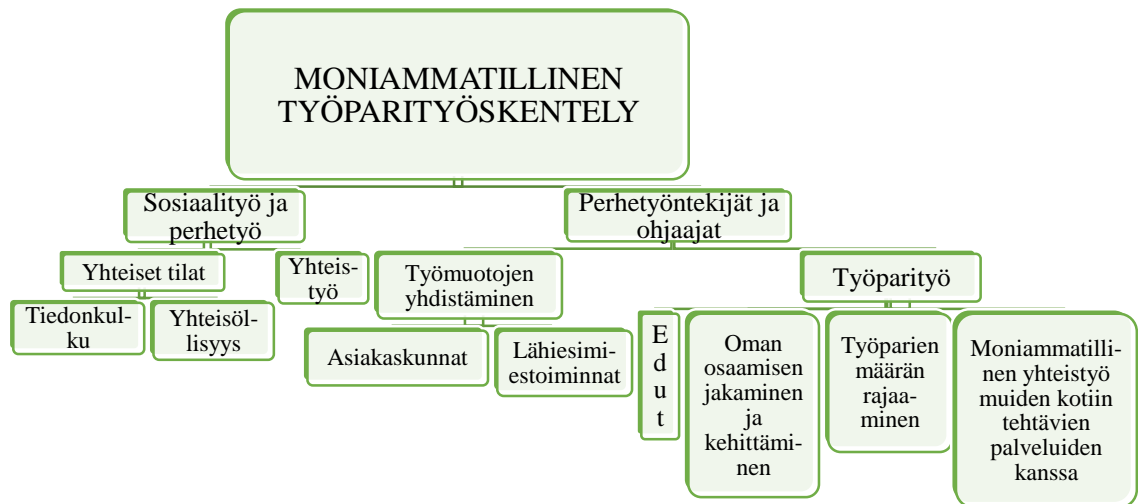 MONIAMMATILLINEN
TYÖPARITYÖSKENTELY
Sosiaalityö ja
perhetyö
Perhetyöntekijät ja
ohjaajat
Yhteiset tilat
Yhteis-
työ
Työmuotojen
yhdistäminen
Työparityö
Tiedonkul-
ku
Yhteisöl-
lisyys
Asiakaskunnat
Lähiesimi-
estoiminnat
E
d
u
t
Oman
osaamisen
jakaminen
ja
kehittämi-
nen
Työparien
määrän
rajaa-
minen
Moniammatilli-
nen yhteistyö
muiden kotiin
tehtävien
palveluiden
kanssa